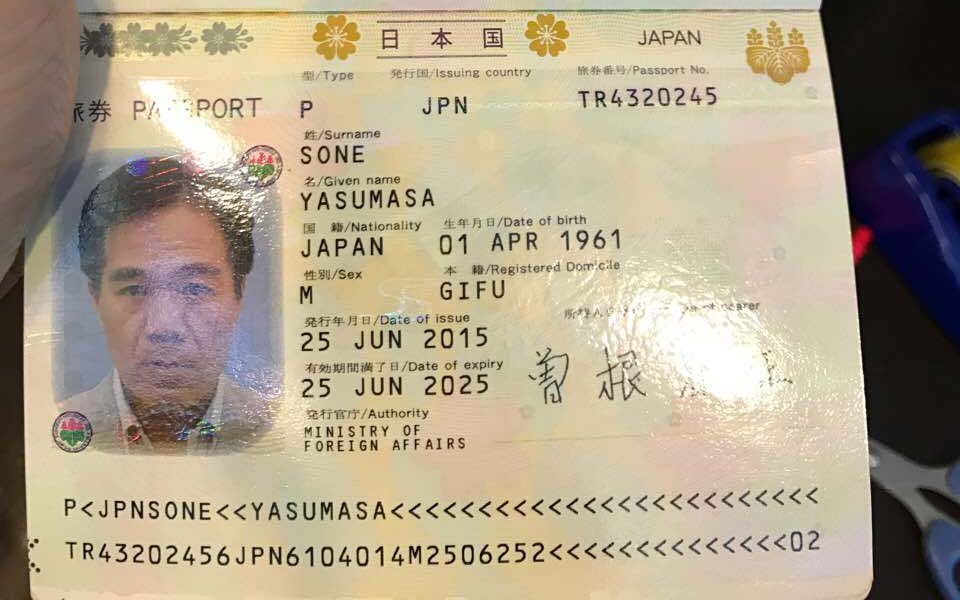 日本国 JAPAN
型/Type 発行国/Issuing country 旅券番号/Passport No.
旅券 PASSPORT P JPN TR4320245
姓/Surname
SONE
名/Given name
YASUMASA
国 籍/Nationality 生年月日/Date of birth
JAPAN 01 APR 1961
性別/Sex 本 籍/Registered Domicile
M GIFU
発行年月日/Date of issue
25 JUN 2015
有効期間満了日/Date of expiry
25 JUN 2025
曽根
発行官庁/Authority
MINISTRY OF
FOREIGN AFFAIRS
P<JPNSONE<<YASUMASA<<<<<<<<<<<<<<<<<<<<<<<<<
TR43202456JPN6104014M2506252<<<<<<<<<<<<<<02